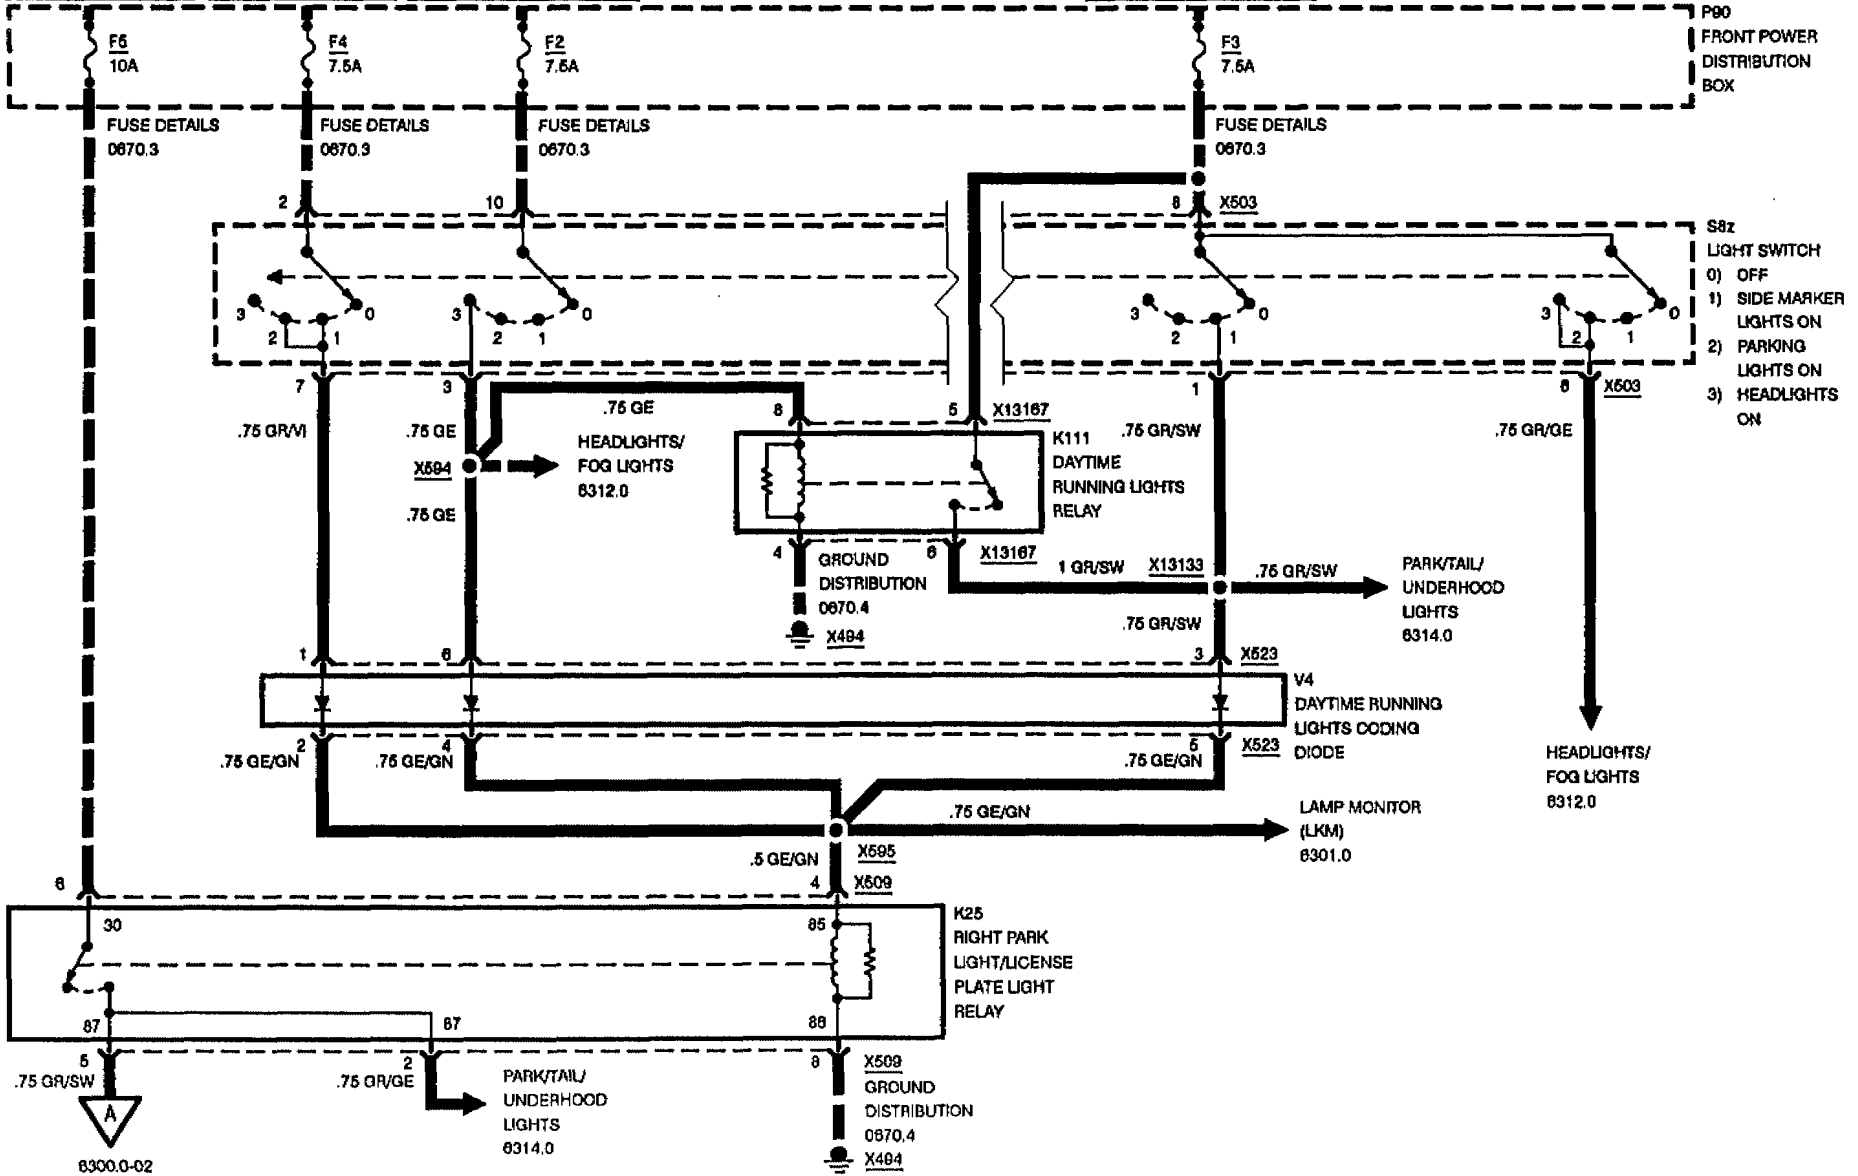 P90
FRONT POWER
DISTRIBUTION
BOX
F5
10A
F4
7.5A
F2
7.5A
F3
7.5A
FUSE DETAILS
0670.3
FUSE DETAILS
0670.3
FUSE DETAILS
0670.3
FUSE DETAILS
0670.3
2
10
8
X503
S8z
LIGHT SWITCH
0) OFF
1) SIDE MARKER
LIGHTS ON
2) PARKING
LIGHTS ON
3) HEADLIGHTS
ON
3
2
1
0
3
2
1
0
3
2
1
0
3
2
1
0
7
3
1
6
X503
.75 GR/VI
.75 GE
.75 GE
8
5
X13167
.75 GR/SW
.75 GR/GE
X594
HEADLIGHTS/
FOG LIGHTS
6312.0
.75 GE
K111
DAYTIME
RUNNING LIGHTS
RELAY
4
6
X13167
GROUND
DISTRIBUTION
0670.4
X494
1 GR/SW
X13133
.75 GR/SW
PARK/TAIL/
UNDERHOOD
LIGHTS
6314.0
.75 GR/SW
1
6
3
X523
V4
DAYTIME RUNNING
LIGHTS CODING
DIODE
2
4
5
X523
.75 GE/GN
.75 GE/GN
.75 GE/GN
HEADLIGHTS/
FOG LIGHTS
6312.0
.75 GE/GN
LAMP MONITOR
(LKM)
6301.0
.5 GE/GN
X595
6
4
X509
30
85
K25
RIGHT PARK
LIGHT/LICENSE
PLATE LIGHT
RELAY
87
87
86
5
2
8
X509
.75 GR/SW
.75 GR/GE
PARK/TAIL/
UNDERHOOD
LIGHTS
6314.0
GROUND
DISTRIBUTION
0670.4
X494
A
6300.0-02